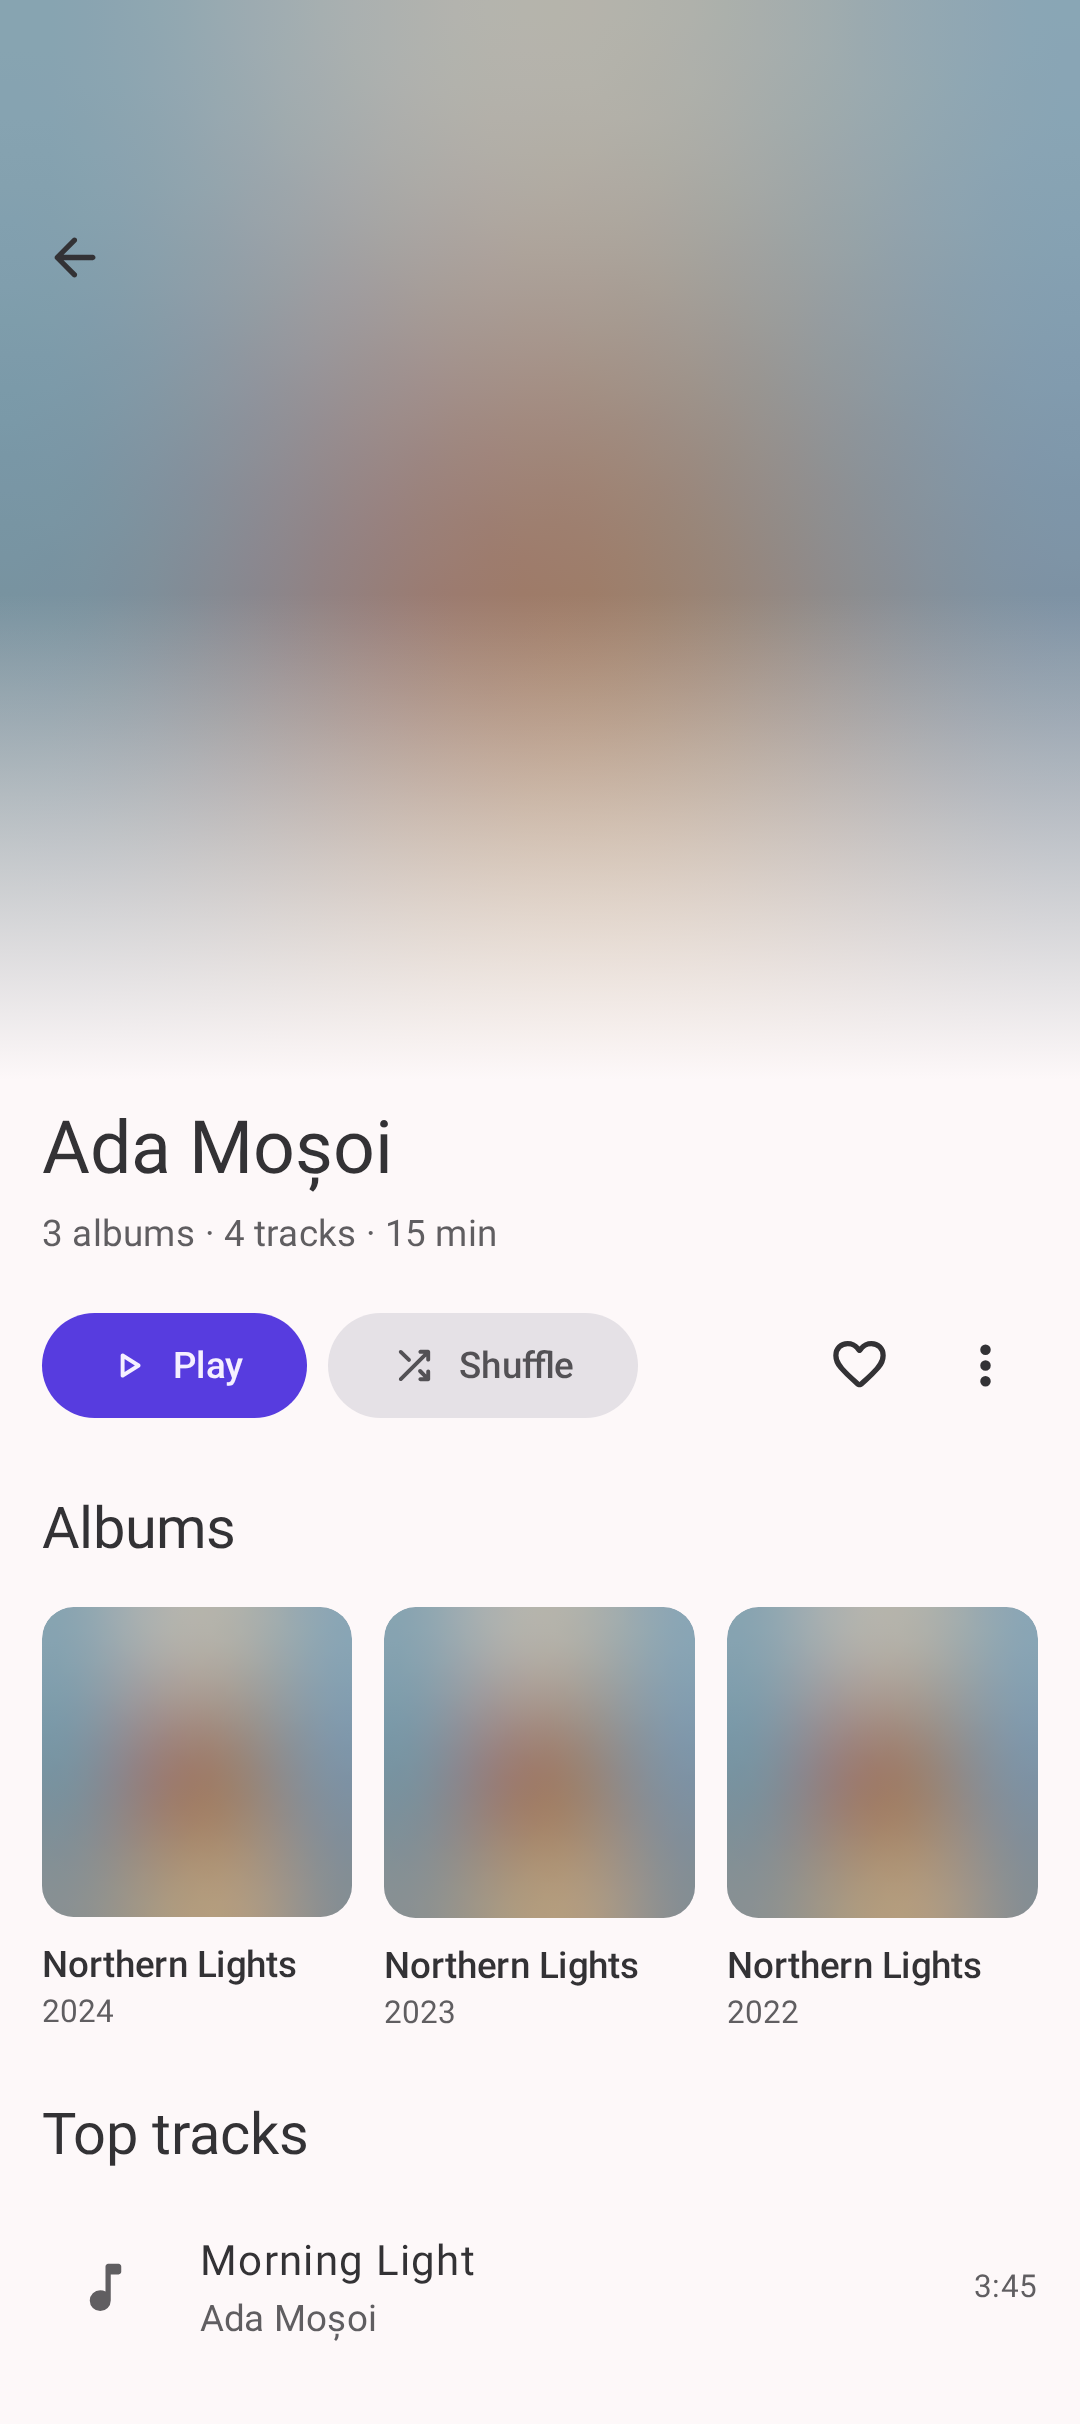 Ada Moșoi
3 albums · 4 tracks · 15 min
Play
Shuffle
Albums
Northern Lights
2024
Northern Lights
2023
Northern Lights
2022
Top tracks
Morning Light
Ada Moșoi
3:45